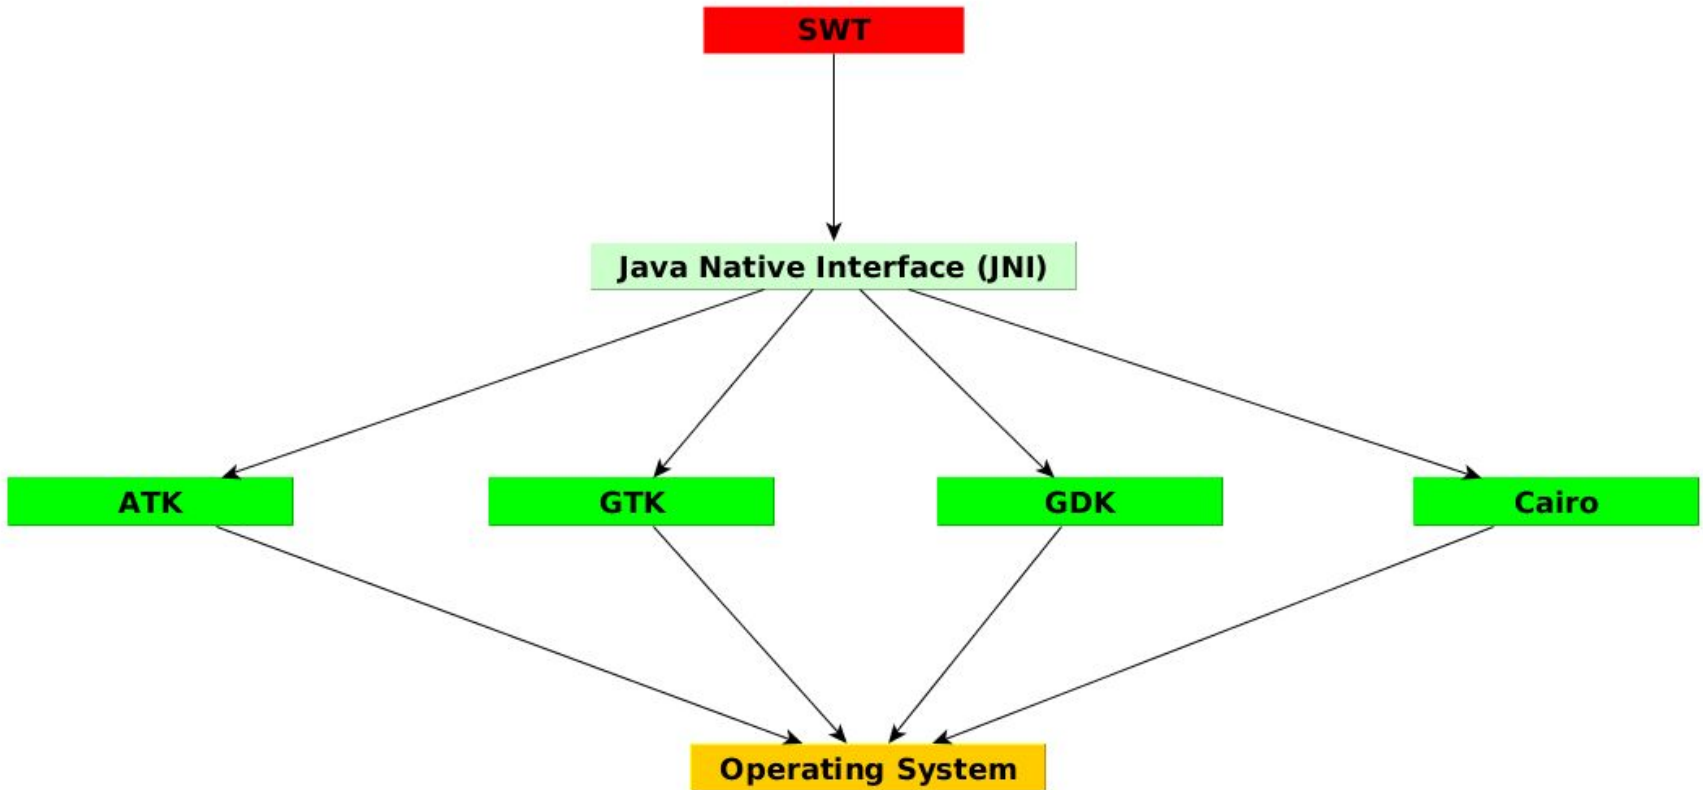 SWT
Java Native Interface (JNI)
ATK
GTK
GDK
Cairo
Operating System